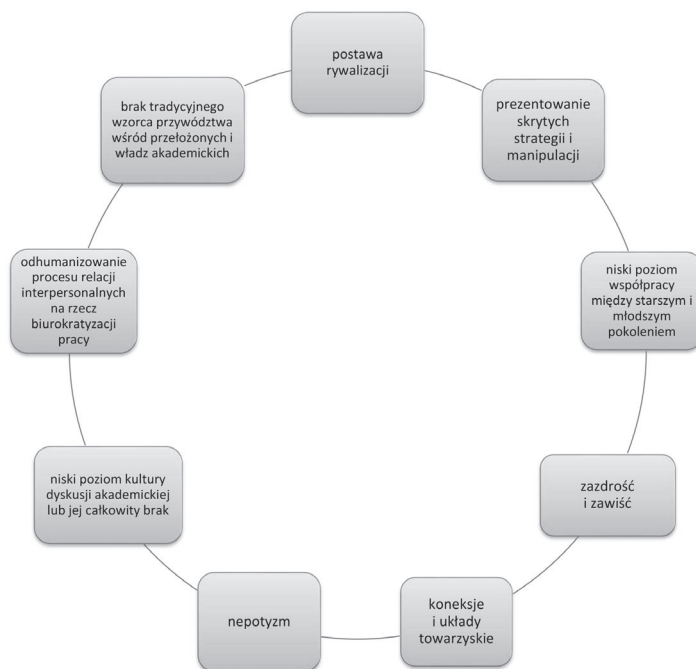 postawa
rywalizacji
prezentowanie
skrytych
strategii i
manipulacji
niski poziom
współpracy
między starszym i
młodszym
pokoleniem
zazdrość
i zawiść
koneksje
i układy
towarzyskie
nepotyzm
niski poziom kultury
dyskusji akademickiej
lub jej całkowity brak
odhumanizowanie
procesu relacji
interpersonalnych
na rzecz
biurokratyzacji
pracy
brak tradycyjnego
wzorca przywództwa
wśród przełożonych i
władz akademickich